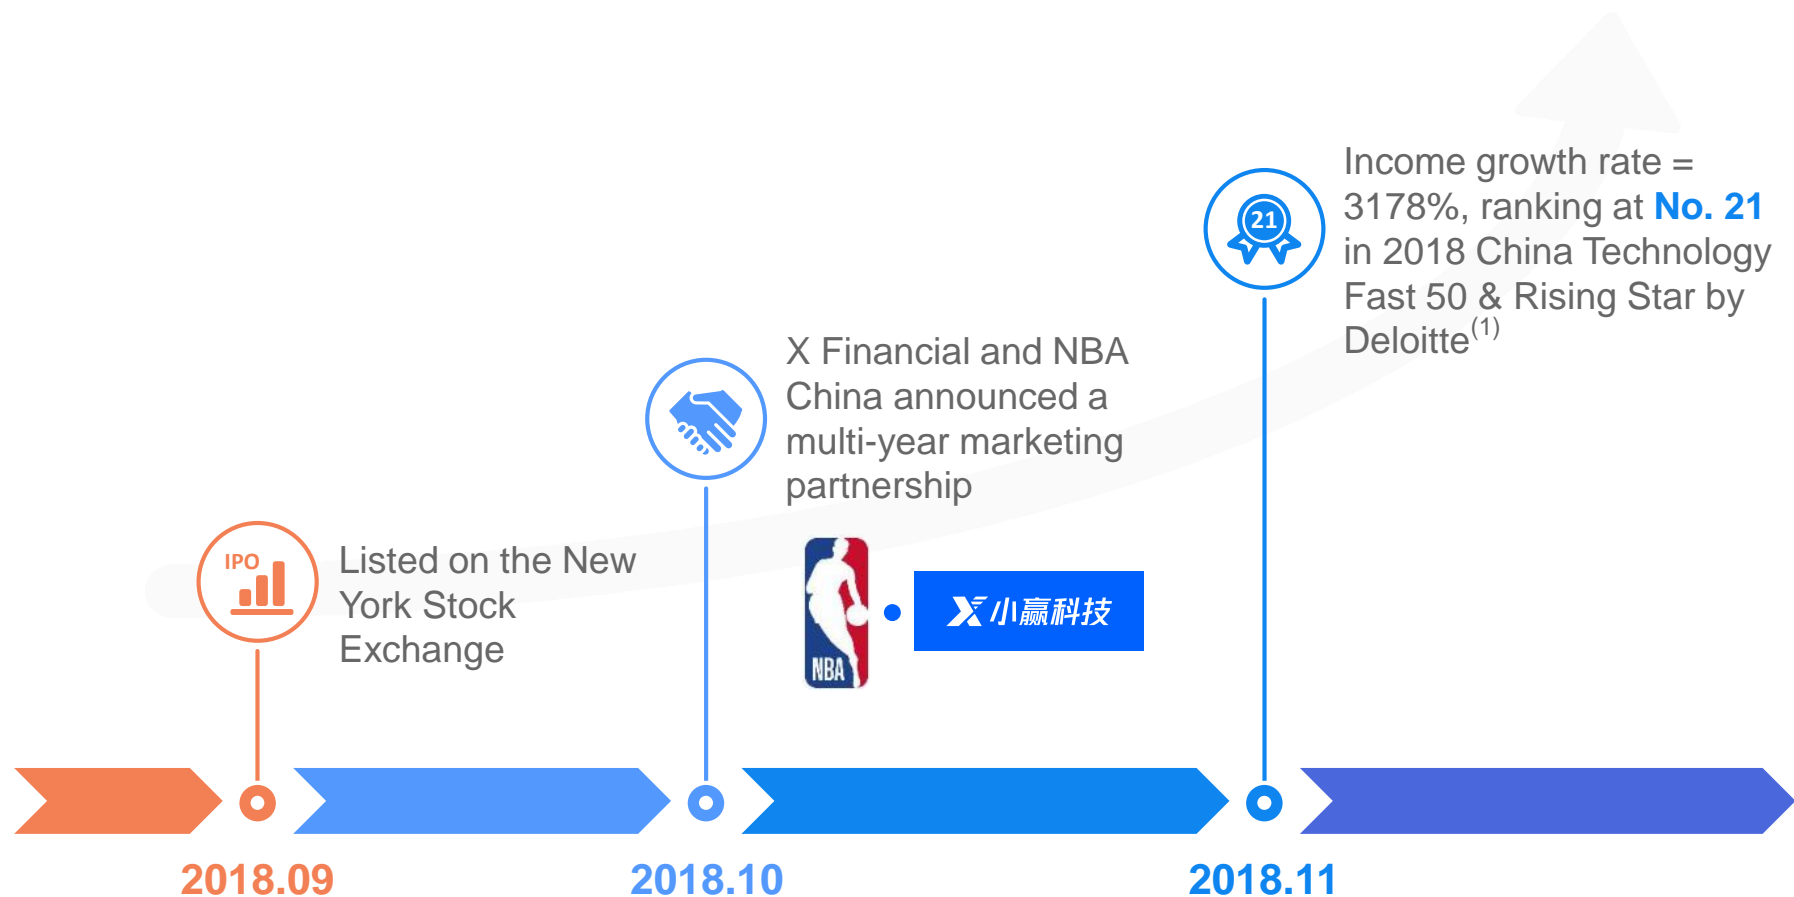 Income growth rate =
3178%, ranking at No. 21
in 2018 China Technology
Fast 50 & Rising Star by
Deloitte(1)
21
X Financial and NBA
China announced a
multi-year marketing
partnership
IPO
Listed on the New
York Stock
Exchange
NBA
X小赢科技
2018.09
2018.10
2018.11